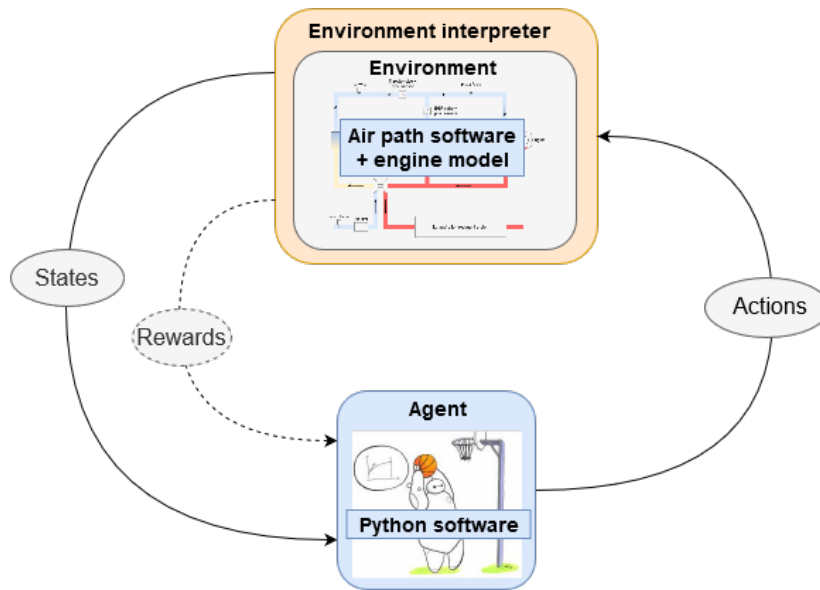 Environment interpreter
Environment
Air path software
+ engine model
States
Rewards
Actions
Agent
Python software